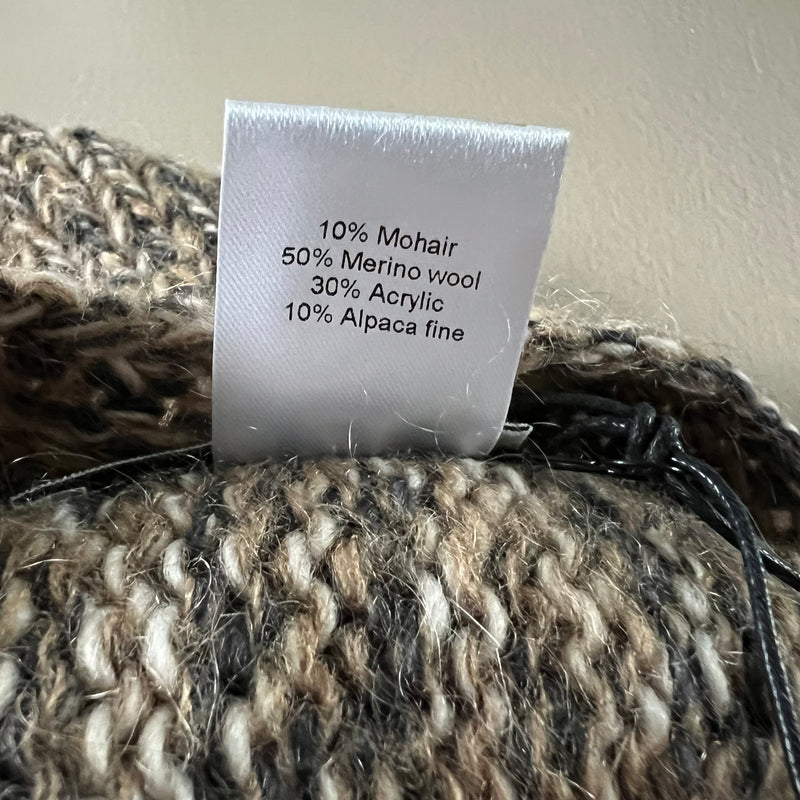 10% Mohair
50% Merino wool
30% Acrylic
10% Alpaca fine